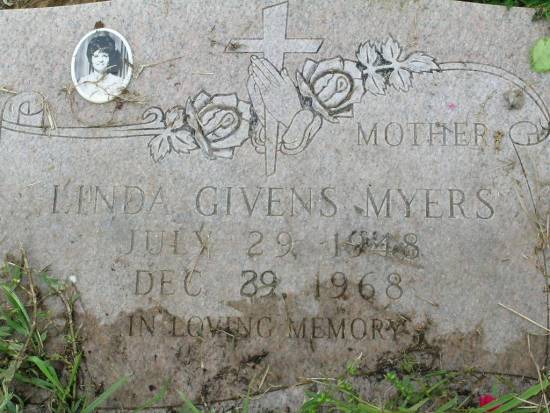 MOTHER
LINDA GIVENS MYERS
JULY 29 1948
DEC 29, 1968
IN LOVING MEMORY